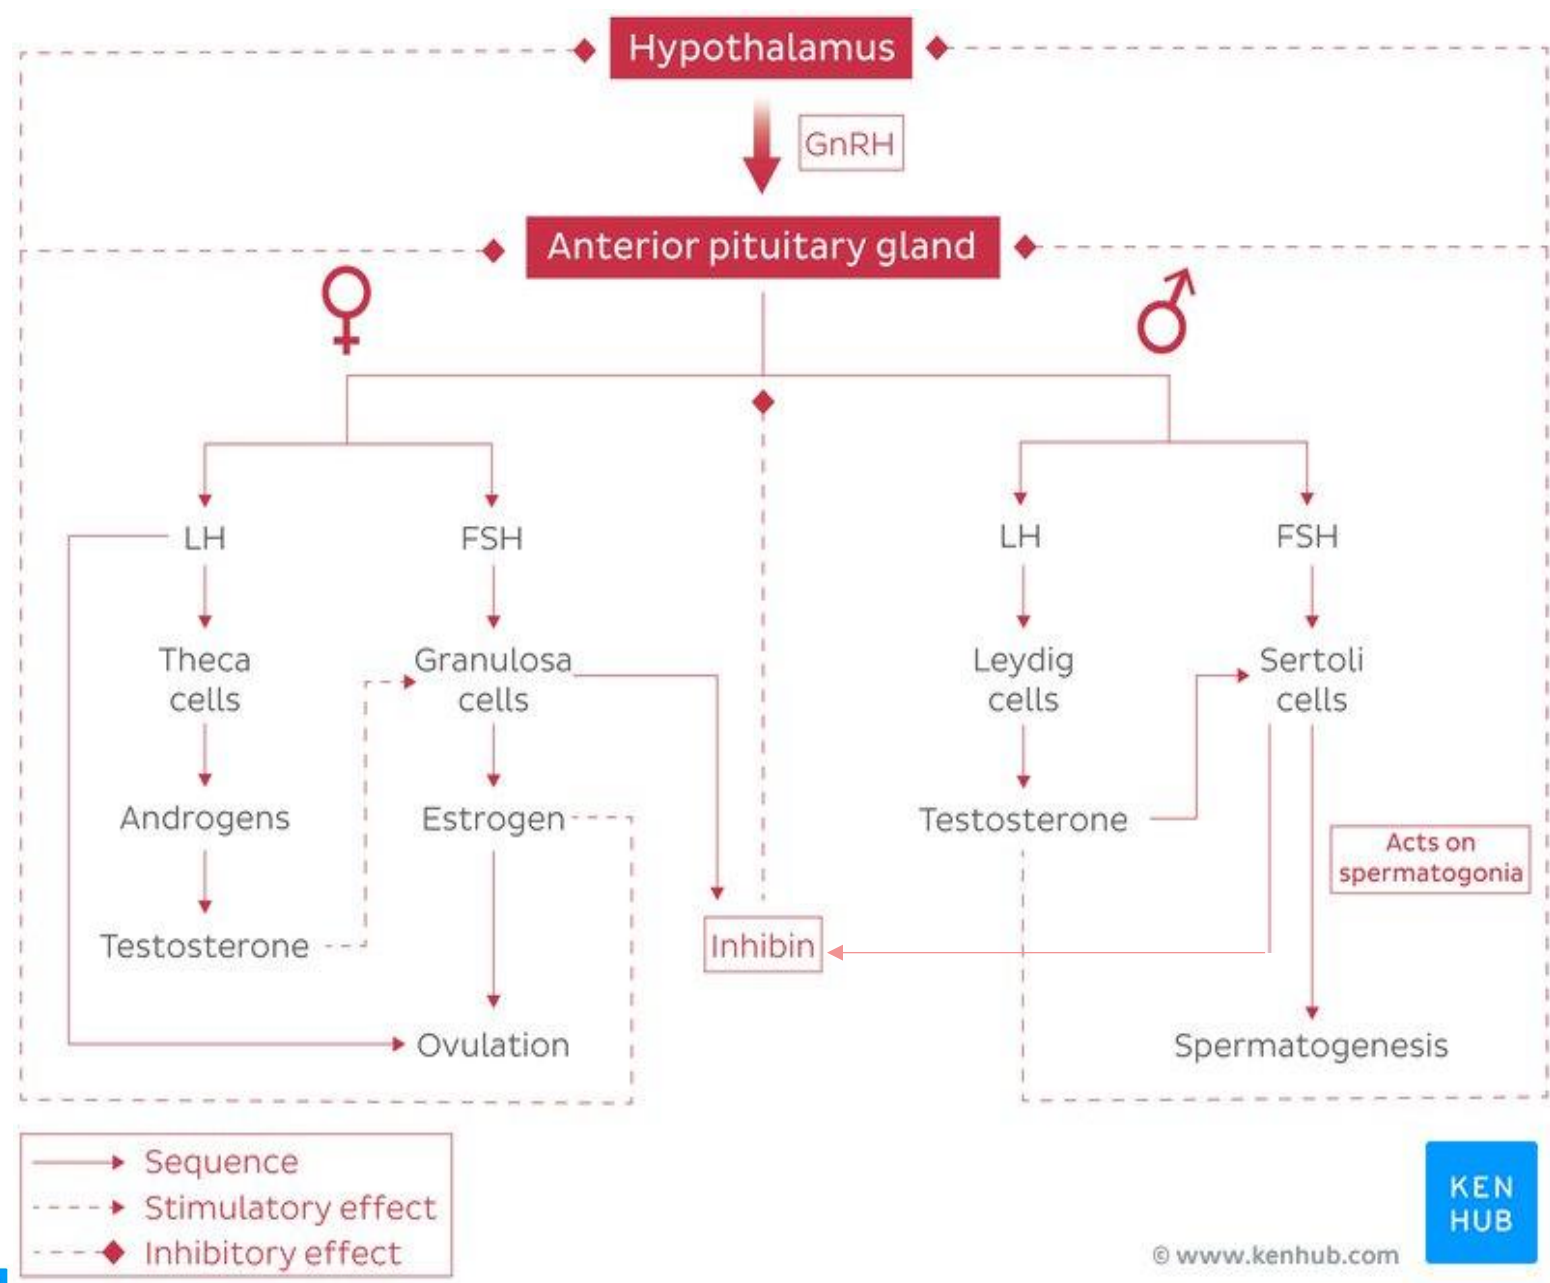 Hypothalamus
GnRH
Anterior pituitary gland
LH
FSH
LH
FSH
Theca
cells
Granulosa
cells
Leydig
cells
Sertoli
cells
Androgens
Estrogen
Testosterone
Acts on
spermatogonia
Testosterone
Inhibin
Ovulation
Spermatogenesis
Sequence
Stimulatory effect
Inhibitory effect
KEN
HUB
© www.kenhub.com